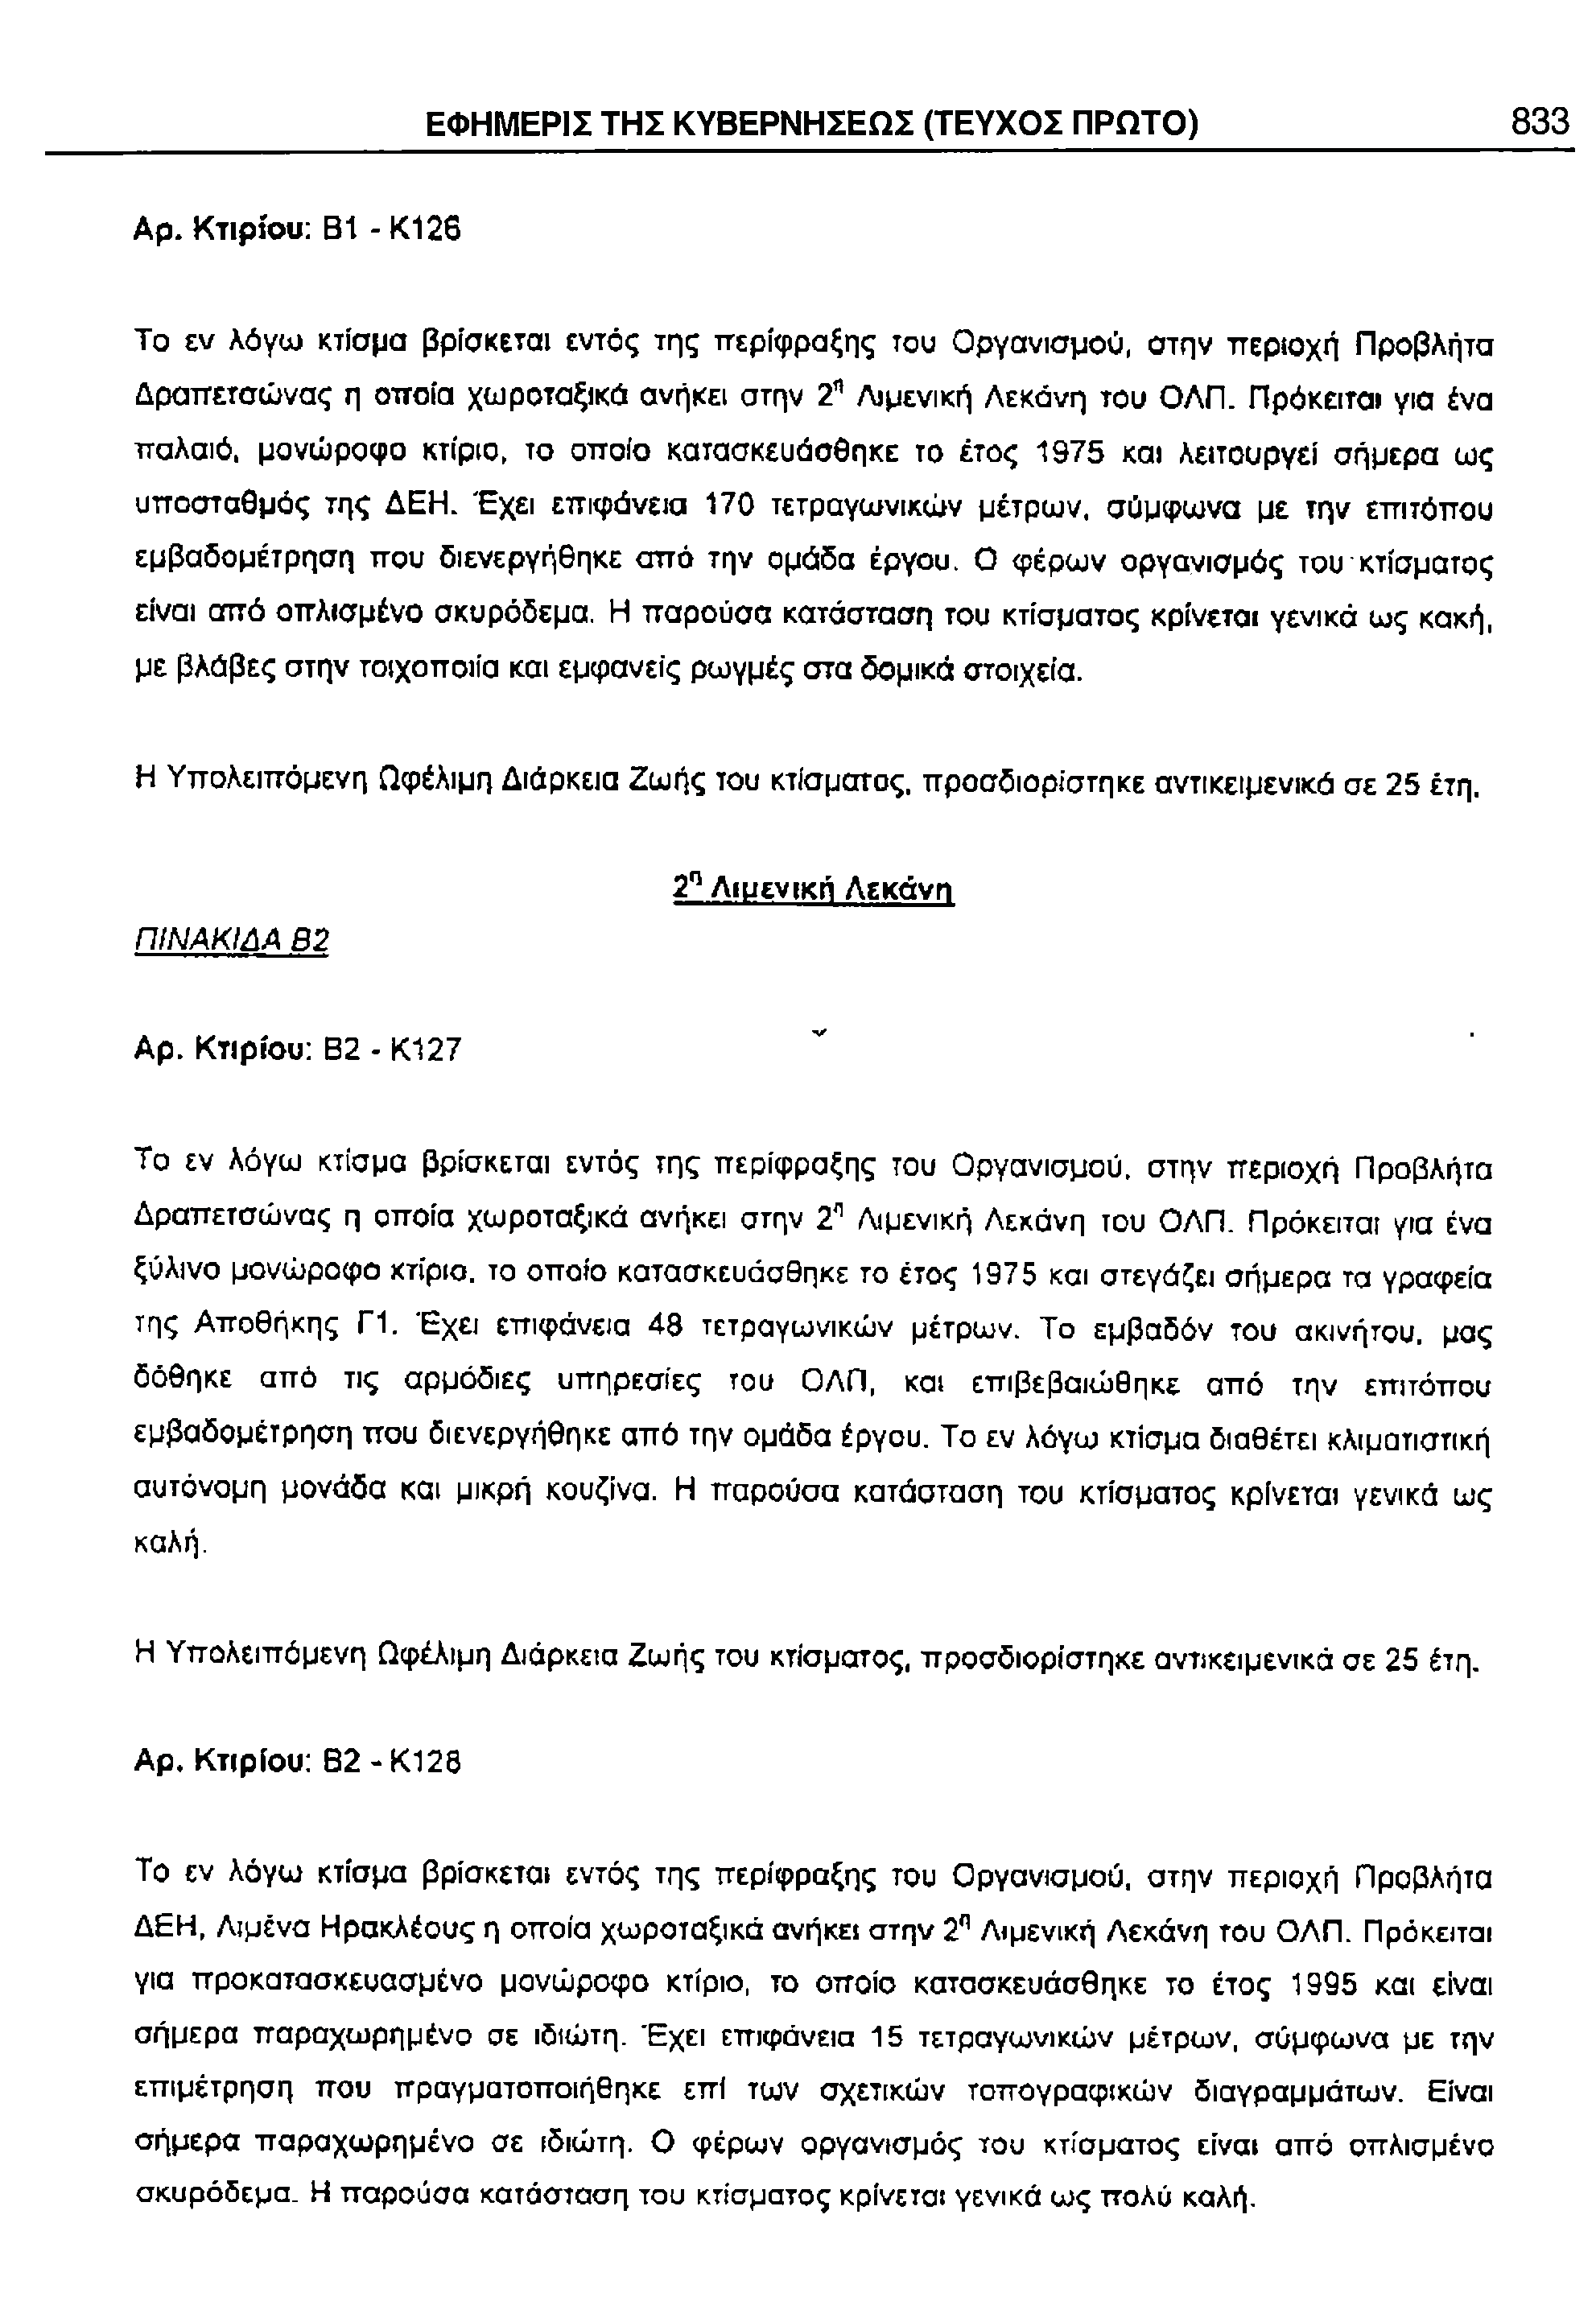 ΕΦΗΜΕΡΙΣ ΤΗΣ ΚΥΒΕΡΝΗΣΕΩΣ (ΤΕΥΧΟΣ ΠΡΩΤΟ) 833
Αρ. Κτιρίου: Β1 - Κ126
Το εν λόγω κτίσμα βρίσκεται εντός της περίφραξης του Οργανισμού, στην περιοχή Προβλήτα
Δραπετσώνας η οποία χωροταξικά ανήκει στην 2η Λιμενική Λεκάνη του ΟΛΠ. Πρόκειται για ένα
παλαιό, μονώροφο κτίριο, το οποίο κατασκευάσθηκε το έτος 1975 και λειτουργεί σήμερα ως
υποσταθμός της ΔΕΗ. Έχει επιφάνεια 170 τετραγωνικών μέτρων, σύμφωνα με την επιτόπου
εμβαδομέτρηση που διενεργήθηκε από την ομάδα έργου. Ο φέρων οργανισμός του κτίσματος
είναι από οπλισμένο σκυρόδεμα. Η παρούσα κατάσταση του κτίσματος κρίνεται γενικά ως κακή,
με βλάβες στην τοιχοποιία και εμφανείς ρωγμές στα δομικά στοιχεία.
Η Υπολειπόμενη Ωφέλιμη Διάρκεια Ζωής του κτίσματος, προσδιορίστηκε αντικειμενικά σε 25 έτη.
2η Λιμενική Λεκάνη
ΠΙΝΑΚΙΔΑ Β2
Αρ. Κτιρίου: Β2 - Κ127
Το εν λόγω κτίσμα βρίσκεται εντός της περίφραξης του Οργανισμού, στην περιοχή Προβλήτα
Δραπετσώνας η οποία χωροταξικά ανήκει στην 2η Λιμενική Λεκάνη του ΟΛΠ. Πρόκειται για ένα
ξύλινο μονώροφο κτίριο, το οποίο κατασκευάσθηκε το έτος 1975 και στεγάζει σήμερα τα γραφεία
της Αποθήκης Γ1. Έχει επιφάνεια 48 τετραγωνικών μέτρων. Το εμβαδόν του ακινήτου, μας
δόθηκε από τις αρμόδιες υπηρεσίες του ΟΛΠ, και επιβεβαιώθηκε από την επιτόπου
εμβαδομέτρηση που διενεργήθηκε από την ομάδα έργου. Το εν λόγω κτίσμα διαθέτει κλιματιστική
αυτόνομη μονάδα και μικρή κουζίνα. Η παρούσα κατάσταση του κτίσματος κρίνεται γενικά ως
καλή.
Η Υπολειπόμενη Ωφέλιμη Διάρκεια Ζωής του κτίσματος, προσδιορίστηκε αντικειμενικά σε 25 έτη.
Αρ. Κτιρίου: Β2 - Κ128
Το εν λόγω κτίσμα βρίσκεται εντός της περίφραξης του Οργανισμού, στην περιοχή Προβλήτα
ΔΕΗ, Λιμένα Ηρακλέους η οποία χωροταξικά ανήκει στην 2η Λιμενική Λεκάνη του ΟΛΠ. Πρόκειται
για προκατασκευασμένο μονώροφο κτίριο, το οποίο κατασκευάσθηκε το έτος 1995 και είναι
σήμερα παραχωρημένο σε ιδιώτη. Έχει επιφάνεια 15 τετραγωνικών μέτρων, σύμφωνα με την
επιμέτρηση που πραγματοποιήθηκε επί των σχετικών τοπογραφικών διαγραμμάτων. Είναι
σήμερα παραχωρημένο σε ιδιώτη. Ο φέρων οργανισμός του κτίσματος είναι από οπλισμένο
σκυρόδεμα. Η παρούσα κατάσταση του κτίσματος κρίνεται γενικά ως πολύ καλή.